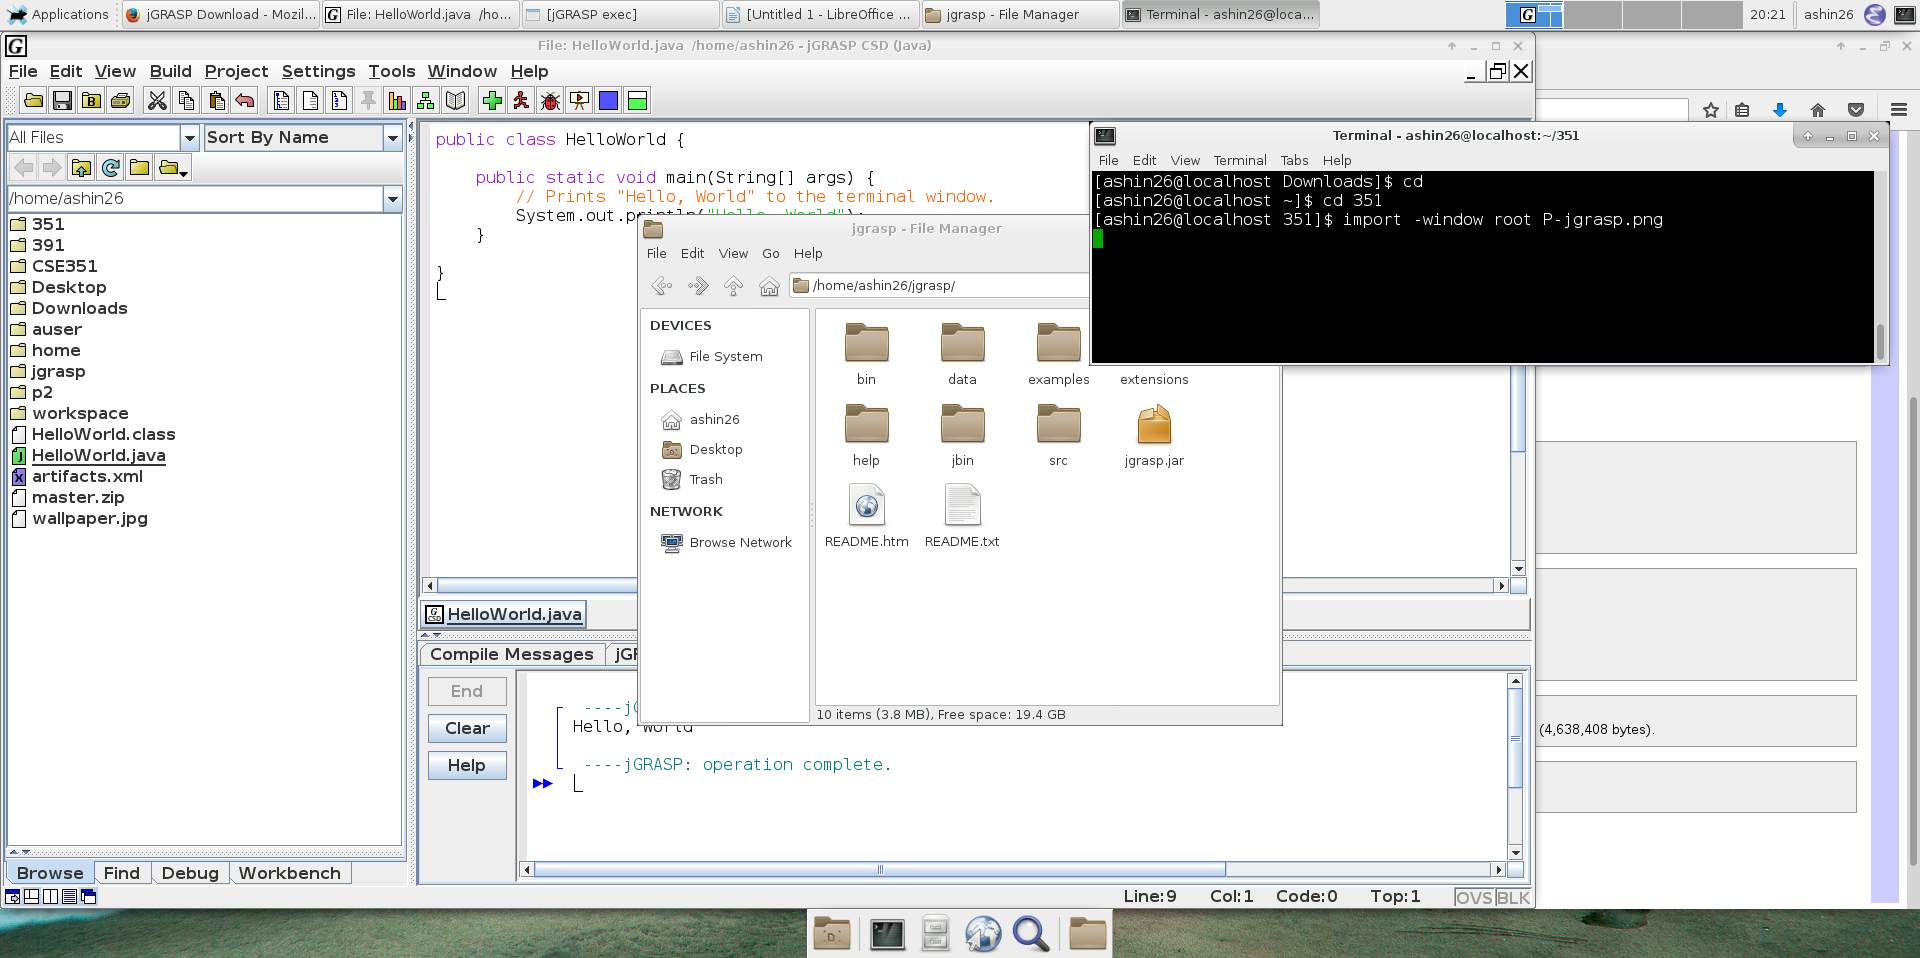 Applications
jGRASP Download - Mozil...
File: HelloWorld.java  /ho...
[jGRASP exec]
[Untitled 1 - LibreOffice ...
jgrasp - File Manager
Terminal - ashin26@loca...
20:21
ashin26
File: HelloWorld.java  /home/ashin26 - jGRASP CSD (Java)
File Edit View Build Project Settings Tools Window Help
All Files
Sort By Name
/home/ashin26
351
391
CSE351
Desktop
Downloads
auser
home
jgrasp
p2
workspace
HelloWorld.class
HelloWorld.java
artifacts.xml
master.zip
wallpaper.jpg
Browse Find Debug Workbench
public class HelloWorld {
public static void main(String[] args) {
// Prints "Hello, World" to the terminal window.
System.out.println("Hello, World");
}
}
HelloWorld.java
Compile Messages
jGR
End
Clear
Help
----jG
Hello, World
----jGRASP: operation complete.
Line:9 Col:1 Code:0 Top:1 OVS BLK
jgrasp - File Manager
File Edit View Go Help
/home/ashin26/jgrasp/
DEVICES
File System
PLACES
ashin26
Desktop
Trash
NETWORK
Browse Network
bin data examples extensions
help jbin src jgrasp.jar
README.htm README.txt
10 items (3.8 MB), Free space: 19.4 GB
Terminal - ashin26@localhost:~/351
File Edit View Terminal Tabs Help
[ashin26@localhost Downloads]$ cd
[ashin26@localhost ~]$ cd 351
[ashin26@localhost 351]$ import -window root P-jgrasp.png
(4,638,408 bytes).